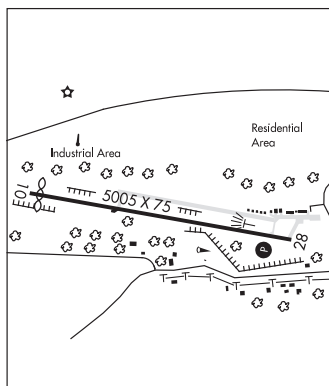 Residential
Area
Industrial Area
10
5005 X 75
28
P